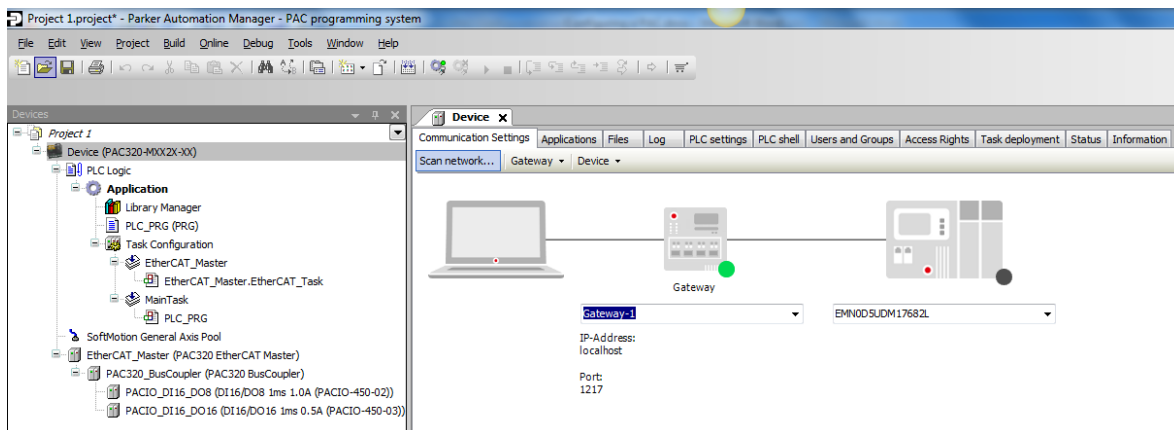 Project 1.project* - Parker Automation Manager - PAC programming system
File Edit View Project Build Online Debug Tools Window Help
Devices
Project 1
Device (PAC320-MXX2X-XX)
PLC Logic
Application
Library Manager
PLC_PRG (PRG)
Task Configuration
EtherCAT_Master
EtherCAT_Master.EtherCAT_Task
MainTask
PLC_PRG
SoftMotion General Axis Pool
EtherCAT_Master (PAC320 EtherCAT Master)
PAC320_BusCoupler (PAC320 BusCoupler)
PACIO_DI16_DO8 (DI16/DO8 1ms 1.0A (PACIO-450-02))
PACIO_DI16_DO16 (DI16/DO16 1ms 0.5A (PACIO-450-03))
Device X
Communication Settings Applications Files Log PLC settings PLC shell Users and Groups Access Rights Task deployment Status Information
Scan network... Gateway Device
Gateway
Gateway-1 EMN0D5UDM17682L
IP-Address:
localhost
Port:
1217